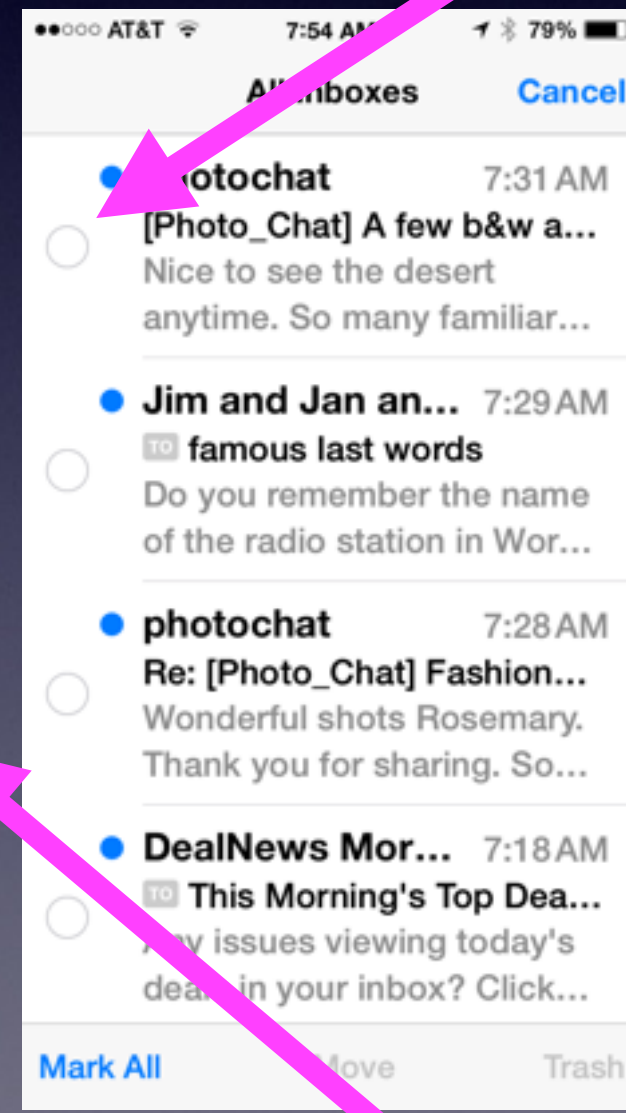 AT&T 7:54 79%
Cancel
7:31 AM
[Photo_Chat] A few b&w a...
Nice to see the desert
anytime. So many familiar...
Jim and Jan an... 7:29 AM
TO famous last words
Do you remember the name
of the radio station in Wor...
photochat 7:28 AM
Re: [Photo_Chat] Fashion...
Wonderful shots Rosemary.
Thank you for sharing. So...
DealNews Mor... 7:18 AM
TO This Morning's Top Dea...
issues viewing today's
in your inbox? Click...
Mark All Trash